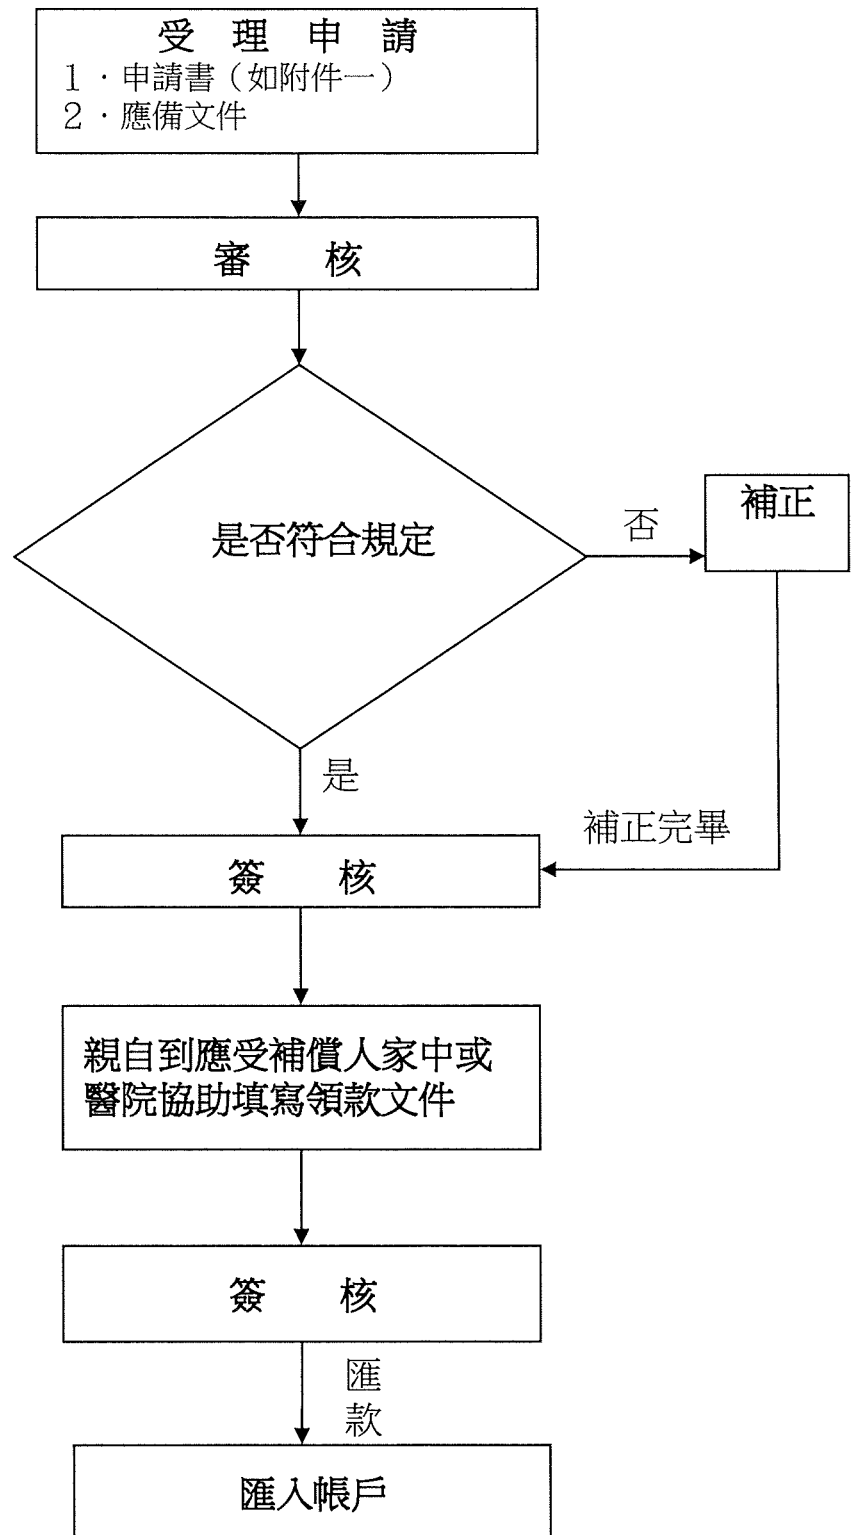 受理申請
１．申請書（如附件一）
２．應備文件
審核
是否符合規定
否
補正
是
補正完畢
簽核
親自到應受補償人家中或
醫院協助填寫領款文件
簽核
匯
款
匯入帳戶